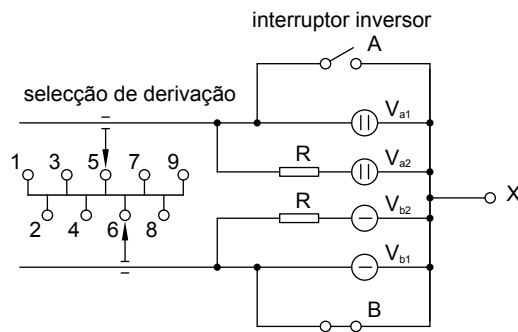 interruptor inversor
A
selecção de derivação
Va1
1 3 5 7 9
R Va2
X
R Vb2
2 4 6 8
Vb1
B